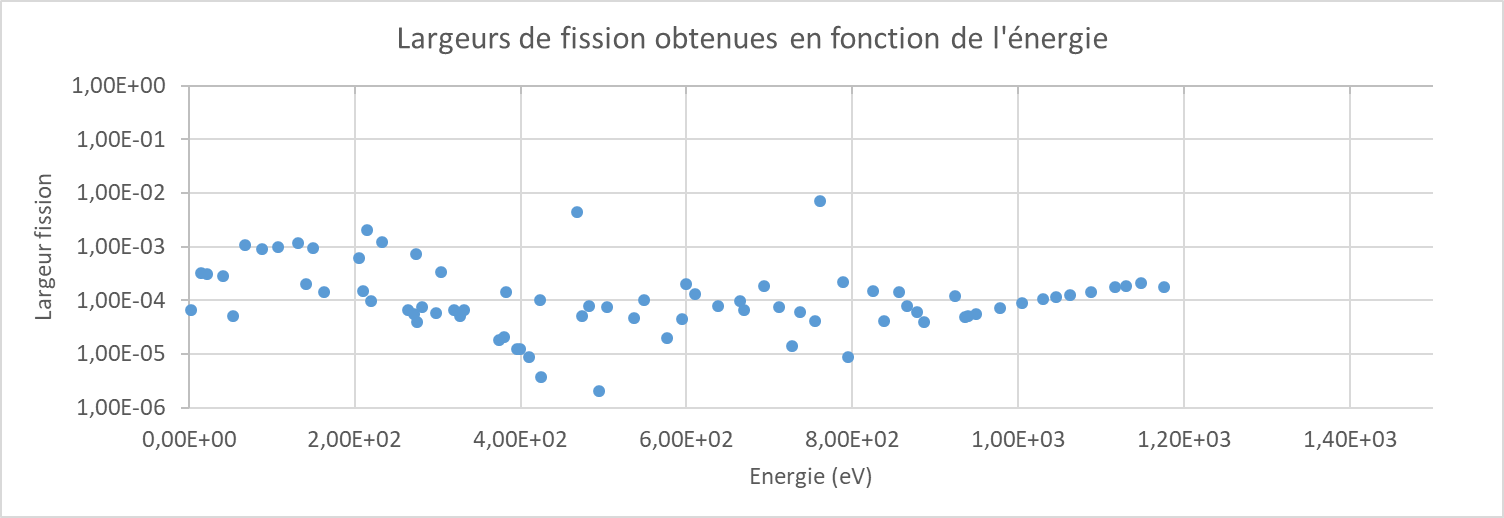 Largeurs de fission obtenues en fonction de l'énergie
1,00E+00
1,00E-01
1,00E-02
1,00E-03
1,00E-04
1,00E-05
1,00E-06
Largeur fission
0,00E+00 2,00E+02 4,00E+02 6,00E+02 8,00E+02 1,00E+03 1,20E+03 1,40E+03
Energie (eV)